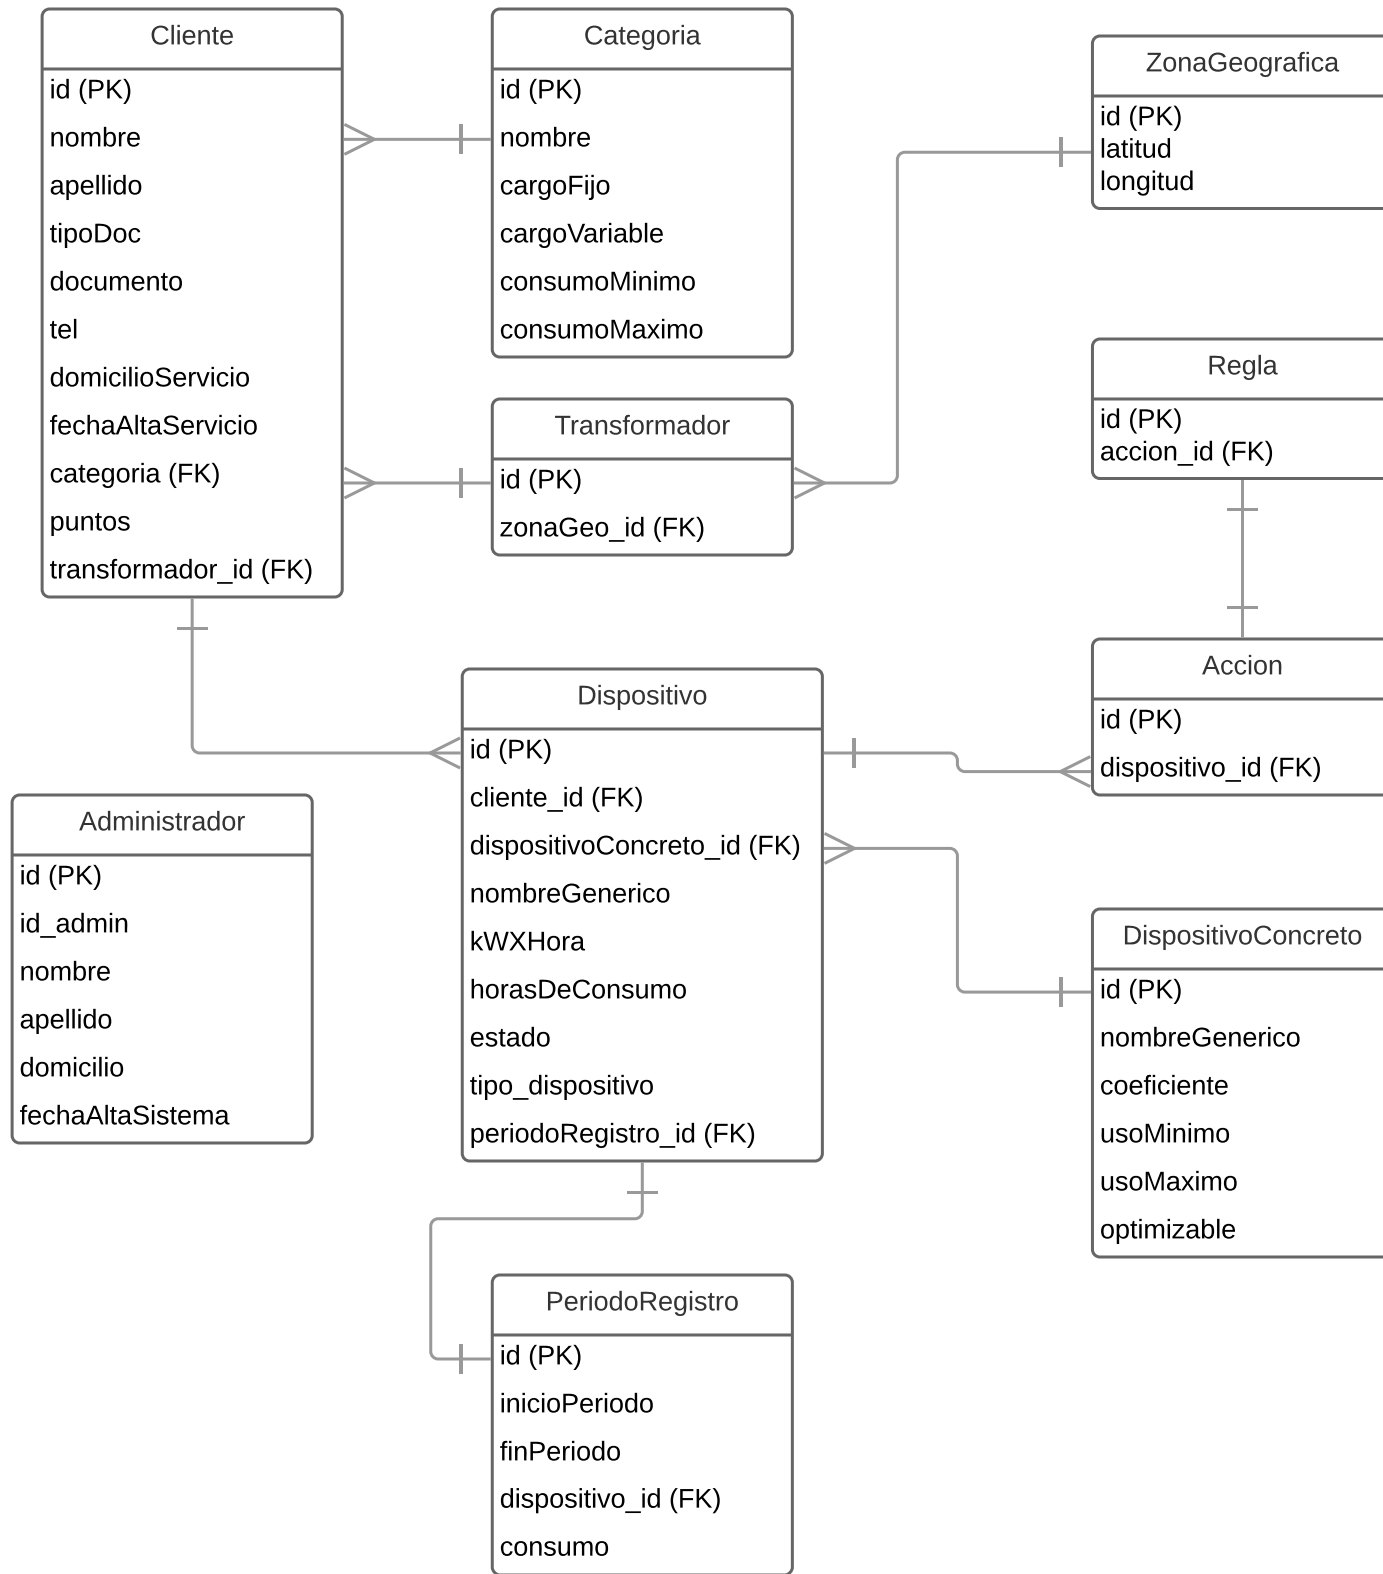 Cliente
id (PK)
nombre
apellido
tipoDoc
documento
tel
domicilioServicio
fechaAltaServicio
categoria (FK)
puntos
transformador_id (FK)
Categoria
id (PK)
nombre
cargoFijo
cargoVariable
consumoMinimo
consumoMaximo
ZonaGeografica
id (PK)
latitud
longitud
Transformador
id (PK)
zonaGeo_id (FK)
Regla
id (PK)
accion_id (FK)
Accion
id (PK)
dispositivo_id (FK)
Dispositivo
id (PK)
cliente_id (FK)
dispositivoConcreto_id (FK)
nombreGenerico
kWXHora
horasDeConsumo
estado
tipo_dispositivo
periodoRegistro_id (FK)
Administrador
id (PK)
id_admin
nombre
apellido
domicilio
fechaAltaSistema
DispositivoConcreto
id (PK)
nombreGenerico
coeficiente
usoMinimo
usoMaximo
optimizable
PeriodoRegistro
id (PK)
inicioPeriodo
finPeriodo
dispositivo_id (FK)
consumo